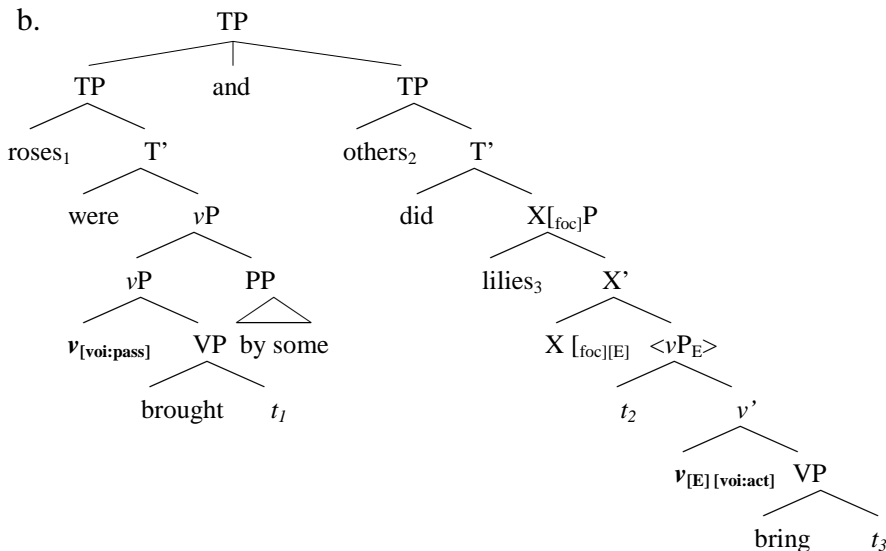 b. TP
TP and TP
roses₁ T’ others₂ T’
were vP did X[foc]P
vP PP lilies₃ X’
v[voi:pass] VP by some X [foc][E] <vPE>
brought t₁ t₂ v’
v[E] [voi:act] VP
bring t₃